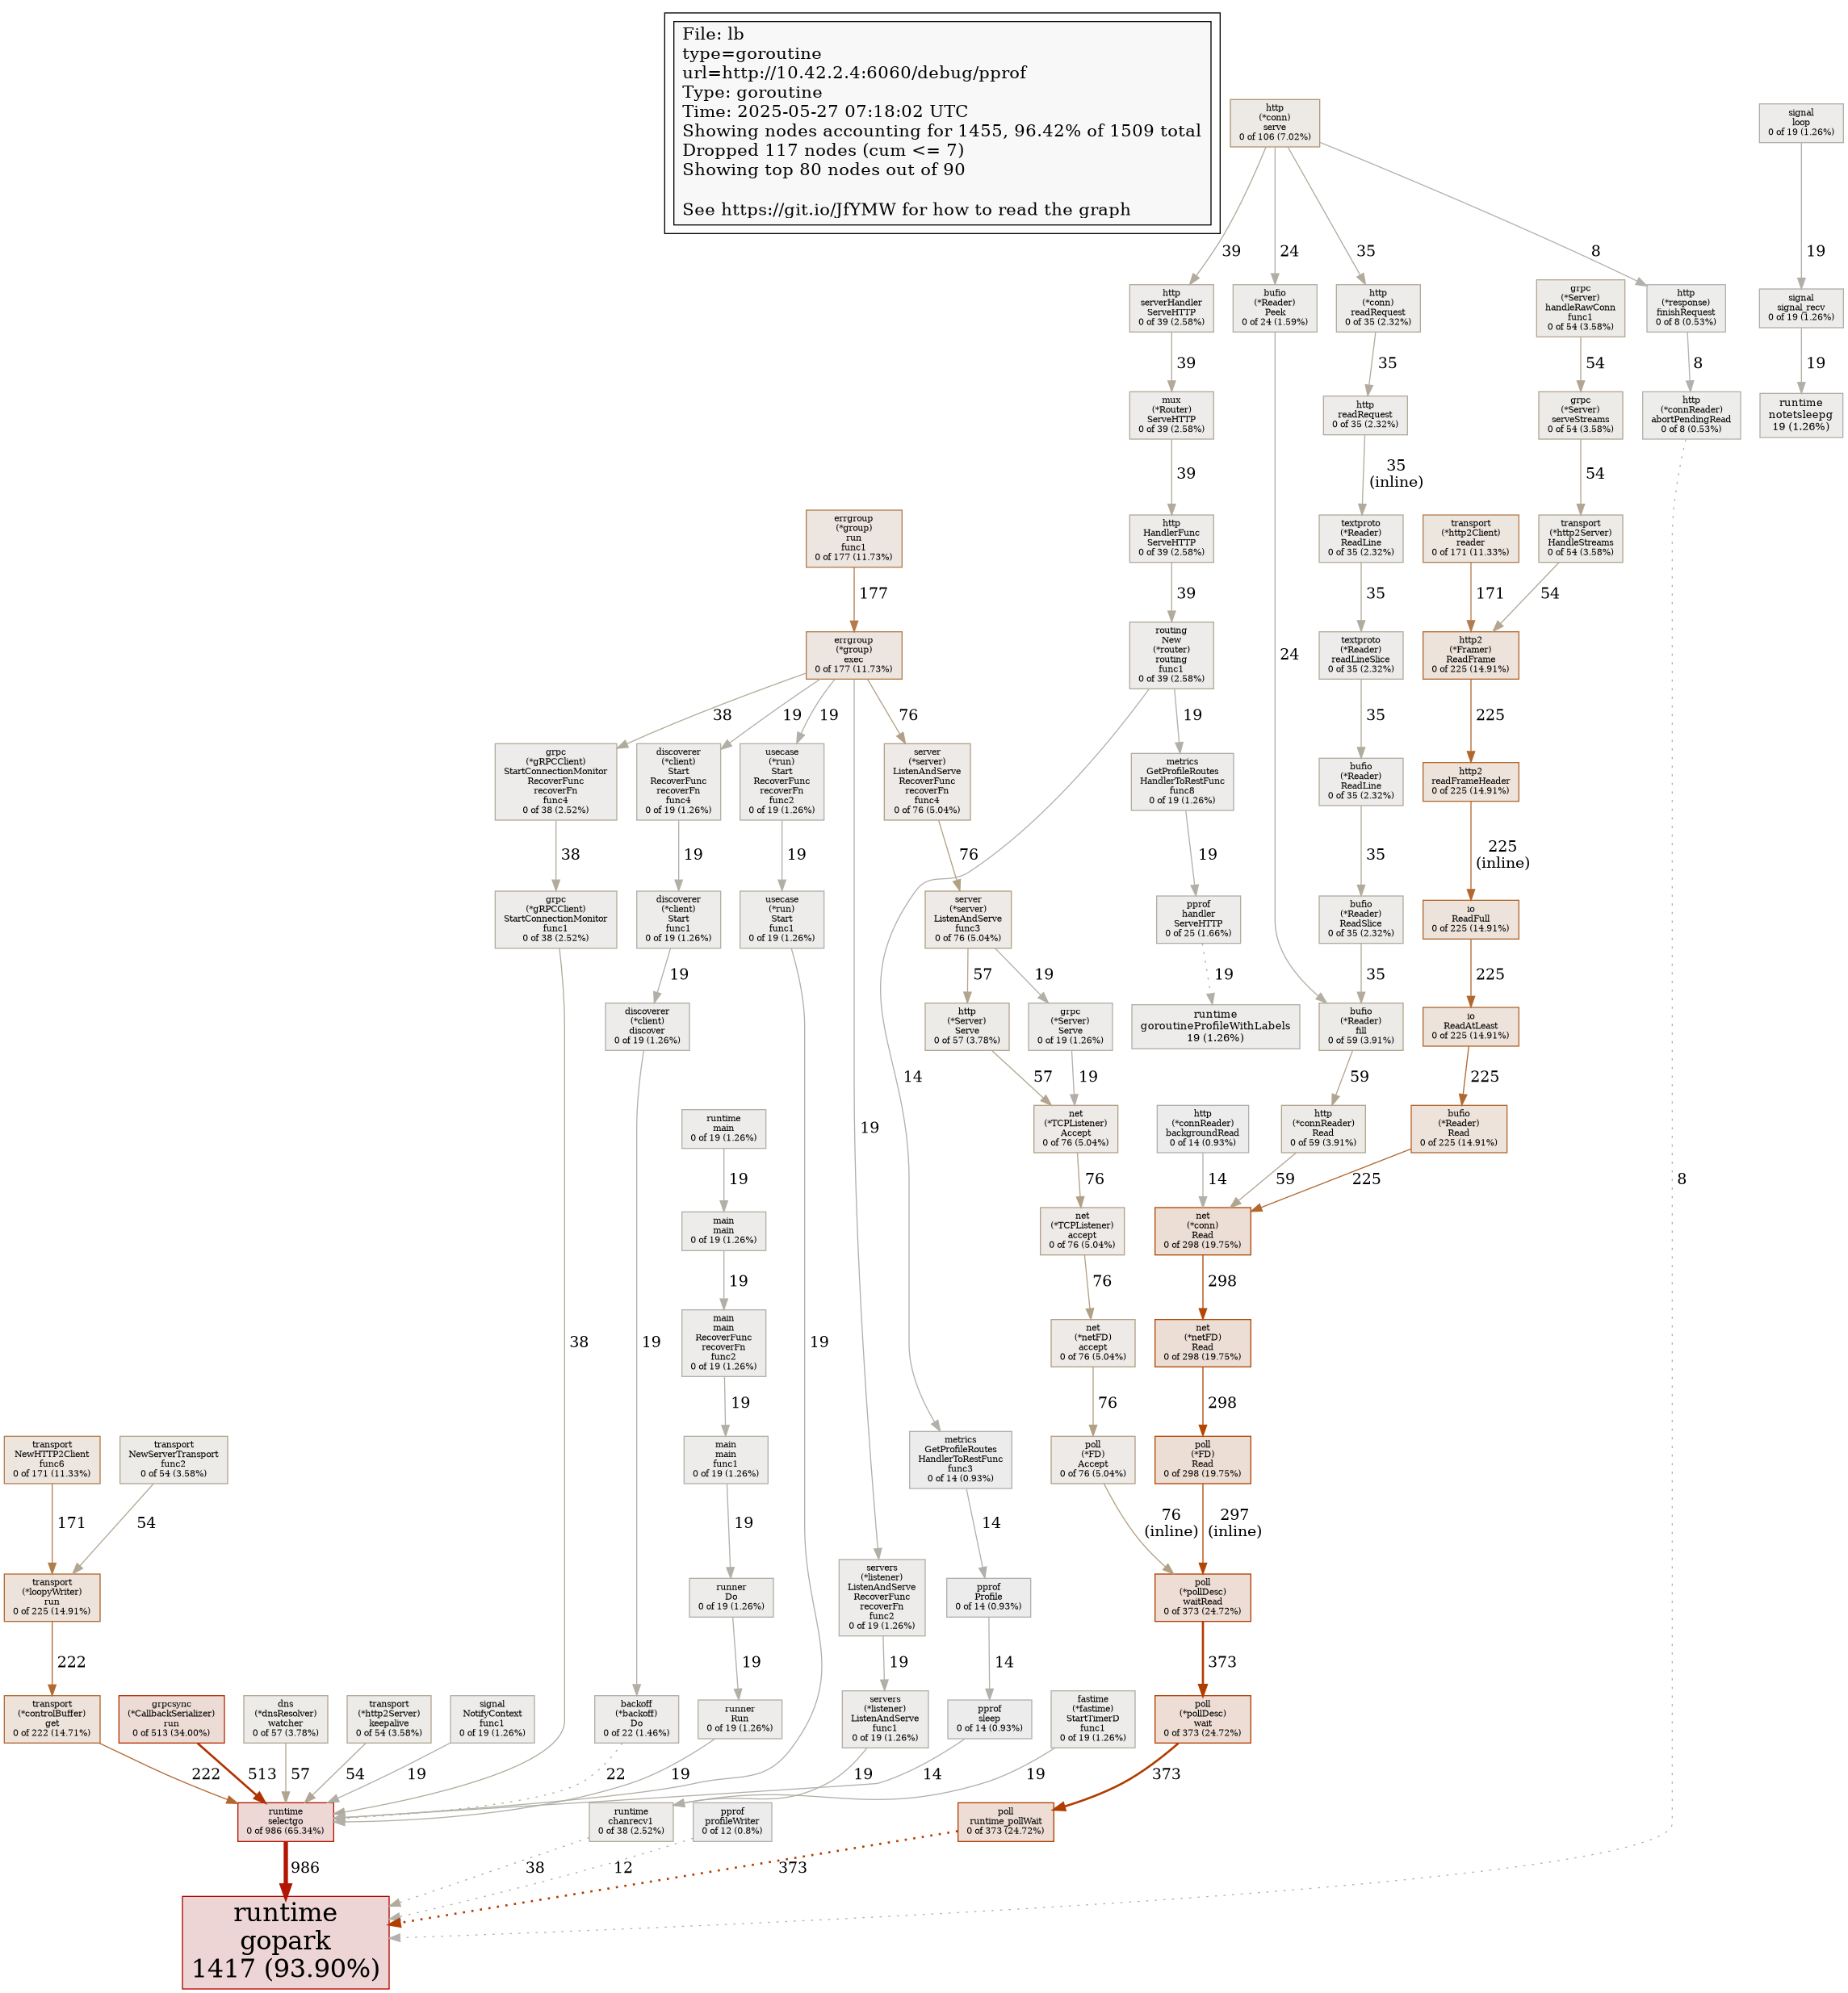 File: lb
type=goroutine
url=http://10.42.2.4:6060/debug/pprof
Type: goroutine
Time: 2025-05-27 07:18:02 UTC
Showing nodes accounting for 1455, 96.42% of 1509 total
Dropped 117 nodes (cum <= 7)
Showing top 80 nodes out of 90
See https://git.io/JfYMW for how to read the graph
http
(*conn)
serve
0 of 106 (7.02%)
signal
loop
0 of 19 (1.26%)
39
24
35
8
19
http
serverHandler
ServeHTTP
0 of 39 (2.58%)
bufio
(*Reader)
Peek
0 of 24 (1.59%)
http
(*conn)
readRequest
0 of 35 (2.32%)
grpc
(*Server)
handleRawConn
func1
0 of 54 (3.58%)
http
(*response)
finishRequest
0 of 8 (0.53%)
signal
signal_recv
0 of 19 (1.26%)
39
35
54
8
19
mux
(*Router)
ServeHTTP
0 of 39 (2.58%)
http
readRequest
0 of 35 (2.32%)
grpc
(*Server)
serveStreams
0 of 54 (3.58%)
http
(*connReader)
abortPendingRead
0 of 8 (0.53%)
runtime
notetsleepg
19 (1.26%)
39
35
(inline)
54
errgroup
(*group)
run
func1
0 of 177 (11.73%)
http
HandlerFunc
ServeHTTP
0 of 39 (2.58%)
textproto
(*Reader)
ReadLine
0 of 35 (2.32%)
transport
(*http2Client)
reader
0 of 171 (11.33%)
transport
(*http2Server)
HandleStreams
0 of 54 (3.58%)
177
39
35
171
54
errgroup
(*group)
exec
0 of 177 (11.73%)
routing
New
(*router)
routing
func1
0 of 39 (2.58%)
textproto
(*Reader)
readLineSlice
0 of 35 (2.32%)
http2
(*Framer)
ReadFrame
0 of 225 (14.91%)
24
38
19
19
76
19
35
225
grpc
(*gRPCClient)
StartConnectionMonitor
RecoverFunc
recoverFn
func4
0 of 38 (2.52%)
discoverer
(*client)
Start
RecoverFunc
recoverFn
func4
0 of 19 (1.26%)
usecase
(*run)
Start
RecoverFunc
recoverFn
func2
0 of 19 (1.26%)
server
(*server)
ListenAndServe
RecoverFunc
recoverFn
func4
0 of 76 (5.04%)
metrics
GetProfileRoutes
HandlerToRestFunc
func8
0 of 19 (1.26%)
bufio
(*Reader)
ReadLine
0 of 35 (2.32%)
http2
readFrameHeader
0 of 225 (14.91%)
38
19
19
76
19
35
225
(inline)
grpc
(*gRPCClient)
StartConnectionMonitor
func1
0 of 38 (2.52%)
discoverer
(*client)
Start
func1
0 of 19 (1.26%)
usecase
(*run)
Start
func1
0 of 19 (1.26%)
server
(*server)
ListenAndServe
func3
0 of 76 (5.04%)
pprof
handler
ServeHTTP
0 of 25 (1.66%)
bufio
(*Reader)
ReadSlice
0 of 35 (2.32%)
io
ReadFull
0 of 225 (14.91%)
19
57
19
19
35
225
discoverer
(*client)
discover
0 of 19 (1.26%)
http
(*Server)
Serve
0 of 57 (3.78%)
grpc
(*Server)
Serve
0 of 19 (1.26%)
runtime
goroutineProfileWithLabels
19 (1.26%)
bufio
(*Reader)
fill
0 of 59 (3.91%)
io
ReadAtLeast
0 of 225 (14.91%)
14
57
19
59
225
runtime
main
0 of 19 (1.26%)
19
net
(*TCPListener)
Accept
0 of 76 (5.04%)
http
(*connReader)
backgroundRead
0 of 14 (0.93%)
http
(*connReader)
Read
0 of 59 (3.91%)
bufio
(*Reader)
Read
0 of 225 (14.91%)
19
76
14
59
225
8
main
main
0 of 19 (1.26%)
net
(*TCPListener)
accept
0 of 76 (5.04%)
net
(*conn)
Read
0 of 298 (19.75%)
19
76
298
38
19
main
main
RecoverFunc
recoverFn
func2
0 of 19 (1.26%)
19
net
(*netFD)
accept
0 of 76 (5.04%)
net
(*netFD)
Read
0 of 298 (19.75%)
19
76
298
transport
NewHTTP2Client
func6
0 of 171 (11.33%)
transport
NewServerTransport
func2
0 of 54 (3.58%)
main
main
func1
0 of 19 (1.26%)
metrics
GetProfileRoutes
HandlerToRestFunc
func3
0 of 14 (0.93%)
poll
(*FD)
Accept
0 of 76 (5.04%)
poll
(*FD)
Read
0 of 298 (19.75%)
171
54
19
14
76
(inline)
297
(inline)
transport
(*loopyWriter)
run
0 of 225 (14.91%)
runner
Do
0 of 19 (1.26%)
servers
(*listener)
ListenAndServe
RecoverFunc
recoverFn
func2
0 of 19 (1.26%)
pprof
Profile
0 of 14 (0.93%)
poll
(*pollDesc)
waitRead
0 of 373 (24.72%)
222
19
19
14
373
transport
(*controlBuffer)
get
0 of 222 (14.71%)
grpcsync
(*CallbackSerializer)
run
0 of 513 (34.00%)
dns
(*dnsResolver)
watcher
0 of 57 (3.78%)
transport
(*http2Server)
keepalive
0 of 54 (3.58%)
signal
NotifyContext
func1
0 of 19 (1.26%)
backoff
(*backoff)
Do
0 of 22 (1.46%)
runner
Run
0 of 19 (1.26%)
servers
(*listener)
ListenAndServe
func1
0 of 19 (1.26%)
pprof
sleep
0 of 14 (0.93%)
fastime
(*fastime)
StartTimerD
func1
0 of 19 (1.26%)
poll
(*pollDesc)
wait
0 of 373 (24.72%)
222
513
57
54
19
22
19
19
14
19
373
runtime
selectgo
0 of 986 (65.34%)
runtime
chanrecv1
0 of 38 (2.52%)
pprof
profileWriter
0 of 12 (0.8%)
poll
runtime_pollWait
0 of 373 (24.72%)
986
38
12
373
runtime
gopark
1417 (93.90%)